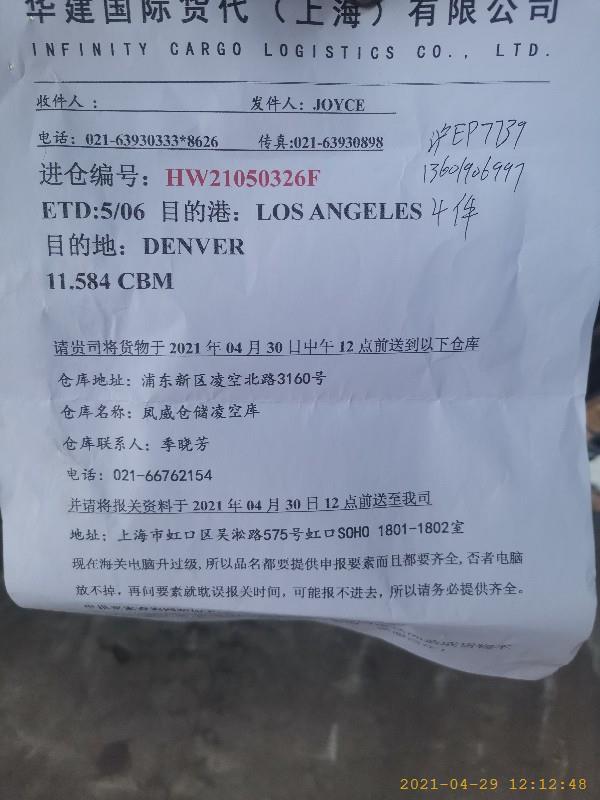 华建国际货代（上海）有限公司
INFINITY CARGO LOGISTICS CO., LTD.
收件人： 发件人：JOYCE
电话：021-63930333*8626 传真:021-63930898
沪EP7739
进仓编号：HW21050326F
ETD:5/06 目的港：LOS ANGELES 4件
目的地：DENVER
11.584 CBM
请贵司将货物于 2021 年 04 月 30 日中午 12 点前送到以下仓库
仓库地址：浦东新区凌空北路3160号
仓库名称：凤威仓储凌空库
仓库联系人：季晓芳
电话：021-66762154
并请将报关资料于 2021 年 04 月 30 日 12 点前送至我司
地址：上海市虹口区吴淞路575号虹口SOHO 1801-1802室
现在海关电脑升过级,所以品名都要提供申报要素而且都要齐全,否者电脑
放不掉，再问要素就耽误报关时间，可能报不进去，所以请务必提供齐全。
2021-04-29 12:12:48